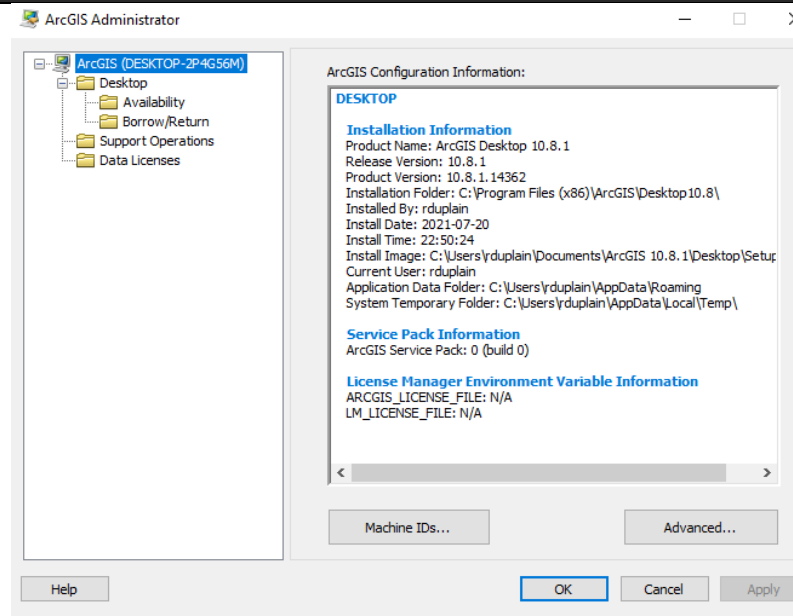 ArcGIS Administrator
ArcGIS (DESKTOP-2P4G56M)
Desktop
Availability
Borrow/Return
Support Operations
Data Licenses
ArcGIS Configuration Information:
DESKTOP
Installation Information
Product Name: ArcGIS Desktop 10.8.1
Release Version: 10.8.1
Product Version: 10.8.1.14362
Installation Folder: C:\Program Files (x86)\ArcGIS\Desktop10.8\
Installed By: rduplain
Install Date: 2021-07-20
Install Time: 22:50:24
Install Image: C:\Users\rduplain\Documents\ArcGIS 10.8.1\Desktop\Setup
Current User: rduplain
Application Data Folder: C:\Users\rduplain\AppData\Roaming
System Temporary Folder: C:\Users\rduplain\AppData\Local\Temp\
Service Pack Information
ArcGIS Service Pack: 0 (build 0)
License Manager Environment Variable Information
ARCGIS_LICENSE_FILE: N/A
LM_LICENSE_FILE: N/A
Machine IDs...
Advanced...
Help
OK
Cancel
Apply